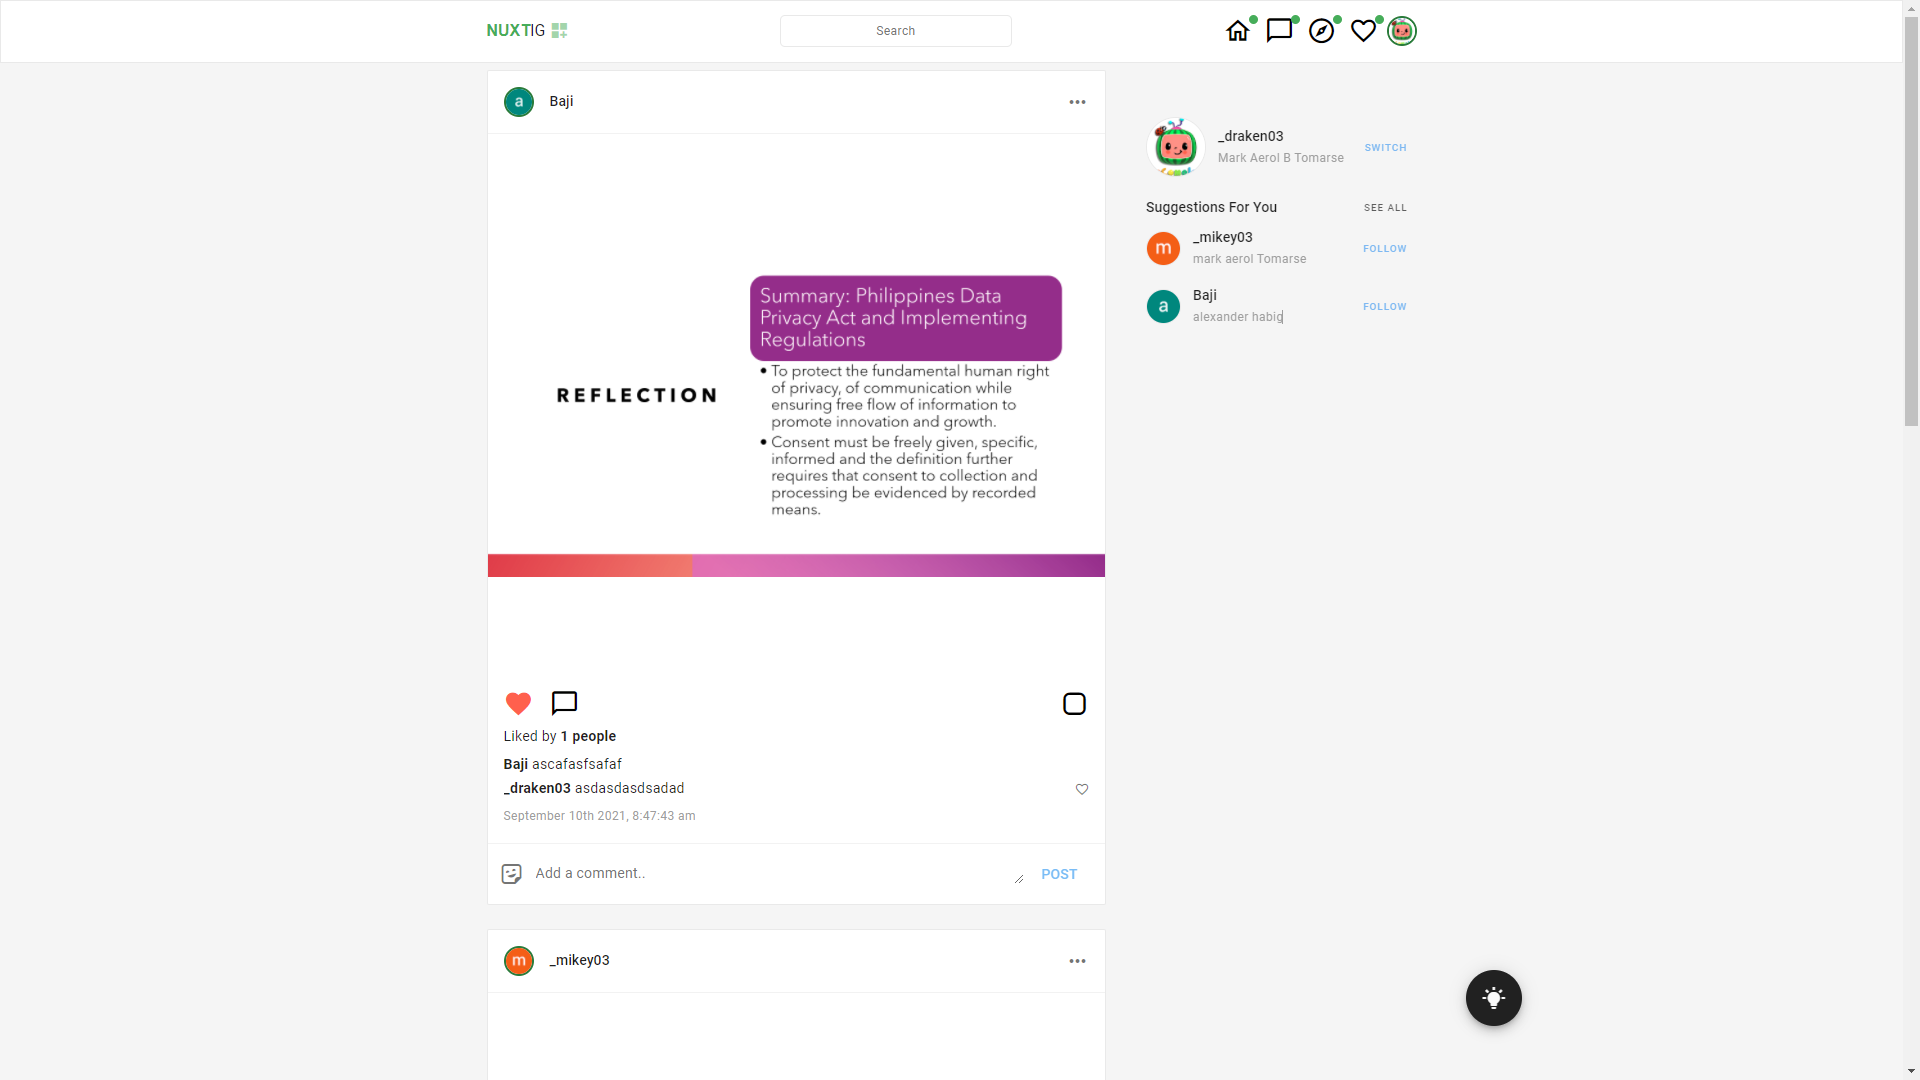 NUXTIG
Search
a
Baji
Summary: Philippines Data
Privacy Act and Implementing
Regulations
REFLECTION
• To protect the fundamental human right
of privacy, of communication while
ensuring free flow of information to
promote innovation and growth.
• Consent must be freely given, specific,
informed and the definition further
requires that consent to collection and
processing be evidenced by recorded
means.
Liked by 1 people
Baji ascafasfsafaf
_draken03 asdasdasdsadad
September 10th 2021, 8:47:43 am
Add a comment..
POST
m
_mikey03
_draken03
Mark Aerol B Tomarse
SWITCH
Suggestions For You
SEE ALL
m
_mikey03
mark aerol Tomarse
FOLLOW
a
Baji
alexander habig
FOLLOW